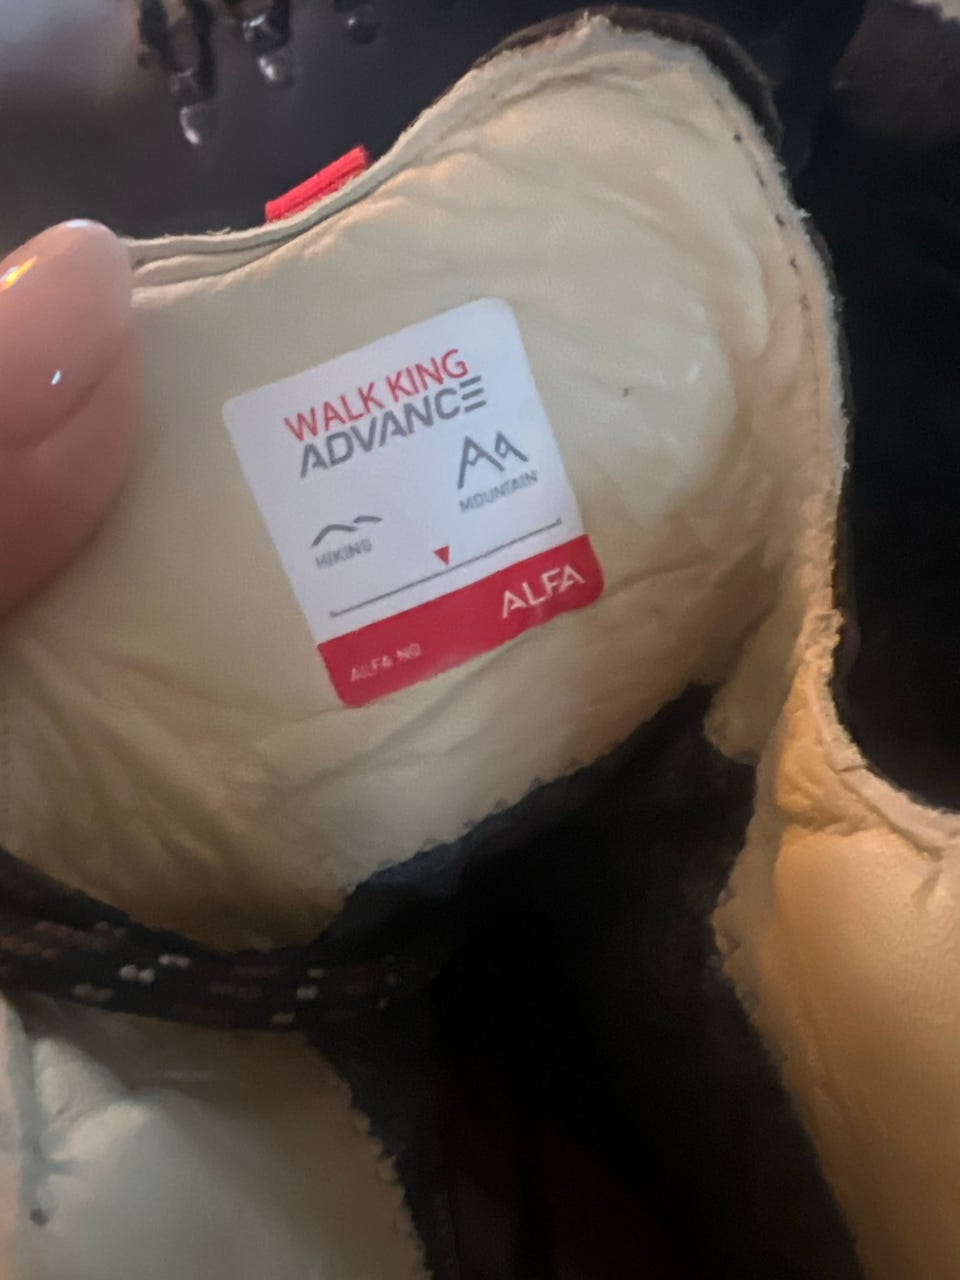 WALK KING
ADVANCE
MOUNTAIN
HIKING
ALFA
ALFA.NO